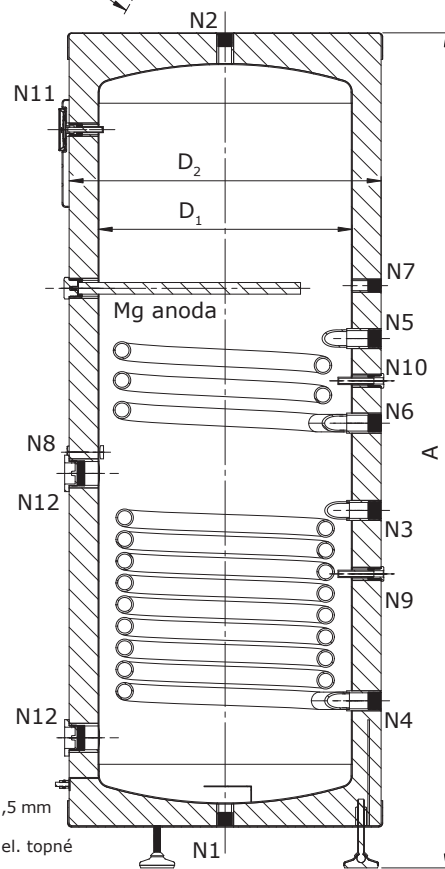 N2
N11
D₂
D₁
N7
Mg anoda
N5
N10
N6
A
N8
N12
N3
N9
N12
N4
,5 mm
el. topné
N1